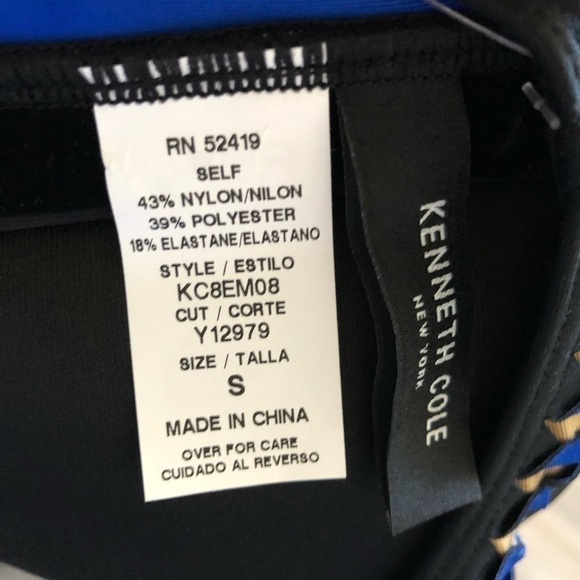 RN 52419
SELF
43% NYLON/NILON
39% POLYESTER
18% ELASTANE/ELASTANO
STYLE / ESTILO
KC8EM08
CUT / CORTE
Y12979
SIZE / TALLA
S
MADE IN CHINA
OVER FOR CARE
CUIDADO AL REVERSO
KENNETH COLE
NEW YORK